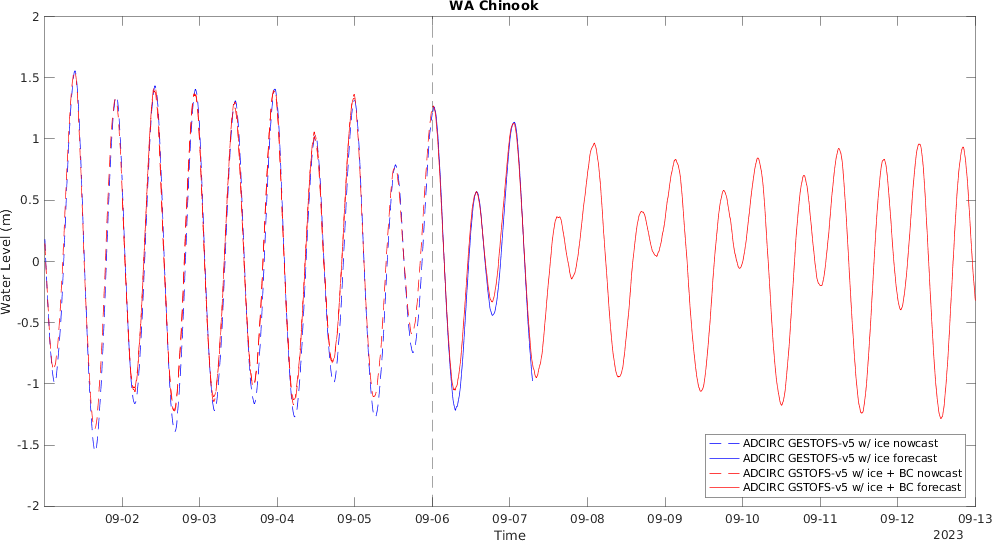 WA Chinook
2
1.5
1
0.5
0
-0.5
-1
-1.5
-2
Water Level (m)
ADCIRC GESTOFS-v5 w/ ice nowcast
ADCIRC GESTOFS-v5 w/ ice forecast
ADCIRC GSTOFS-v5 w/ ice + BC nowcast
ADCIRC GSTOFS-v5 w/ ice + BC forecast
09-02 09-03 09-04 09-05 09-06 09-07 09-08 09-09 09-10 09-11 09-12 09-13
Time
2023